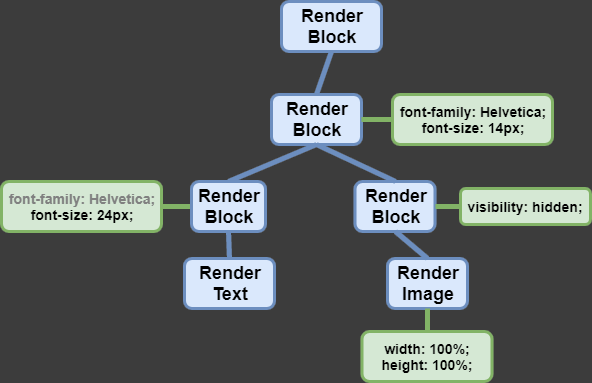 Render
Block
Render
Block
font-family: Helvetica;
font-size: 14px;
font-family: Helvetica;
font-size: 24px;
Render
Block
Render
Block
visibility: hidden;
Render
Text
Render
Image
width: 100%;
height: 100%;